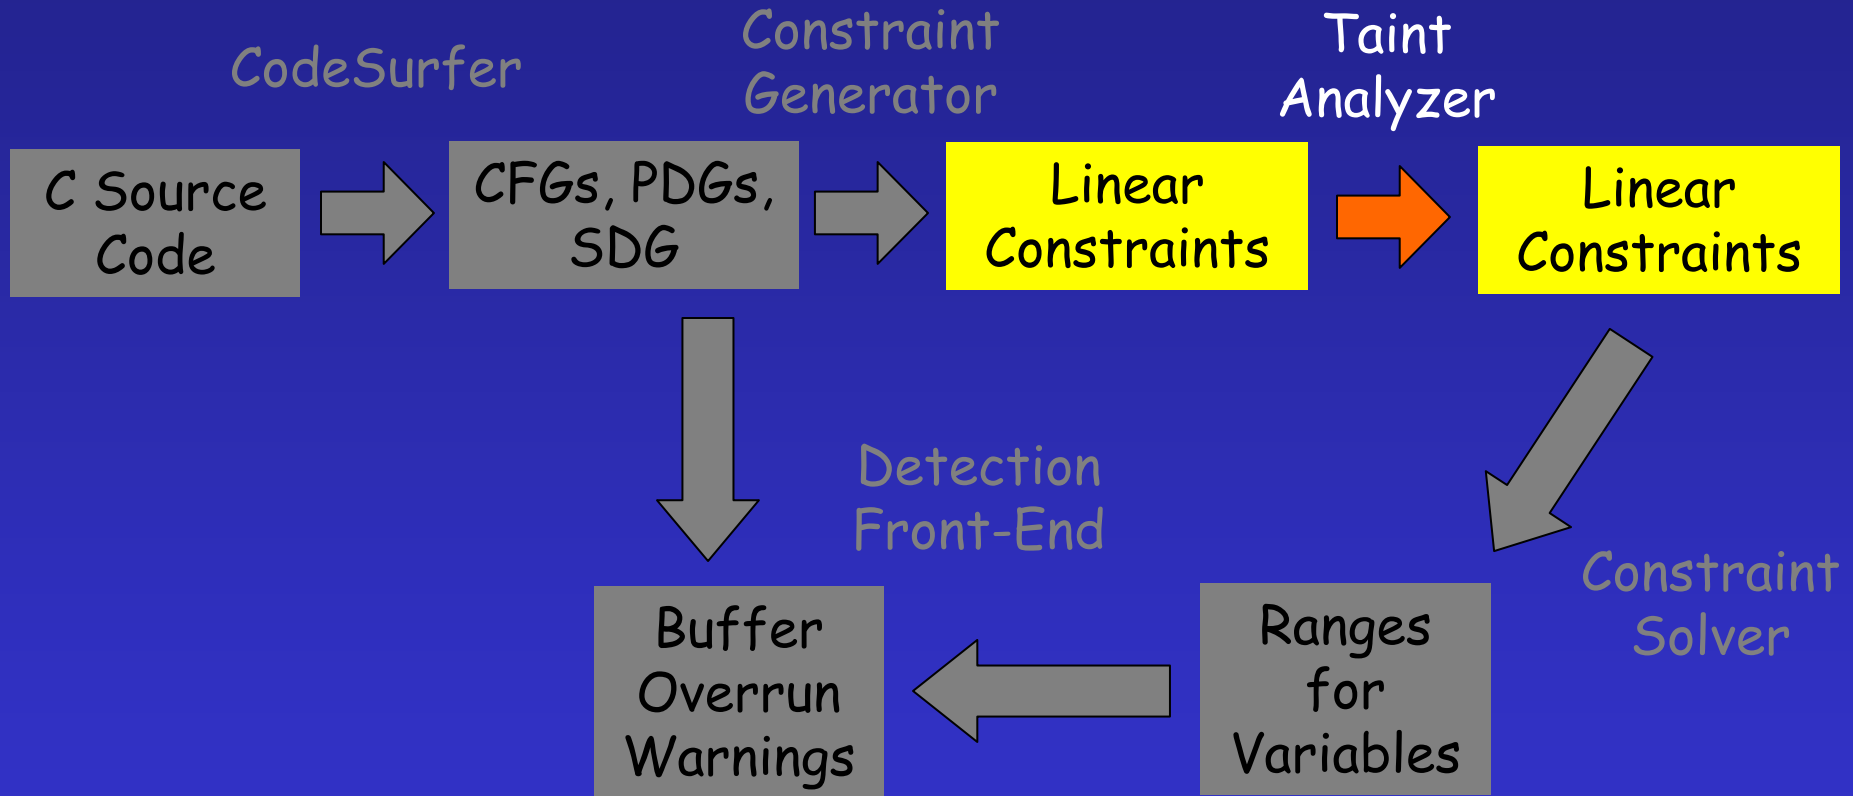 CodeSurfer
Constraint
Generator
Taint
Analyzer
C Source
Code
CFGs, PDGs,
SDG
Linear
Constraints
Linear
Constraints
Detection
Front-End
Constraint
Solver
Buffer
Overrun
Warnings
Ranges
for
Variables